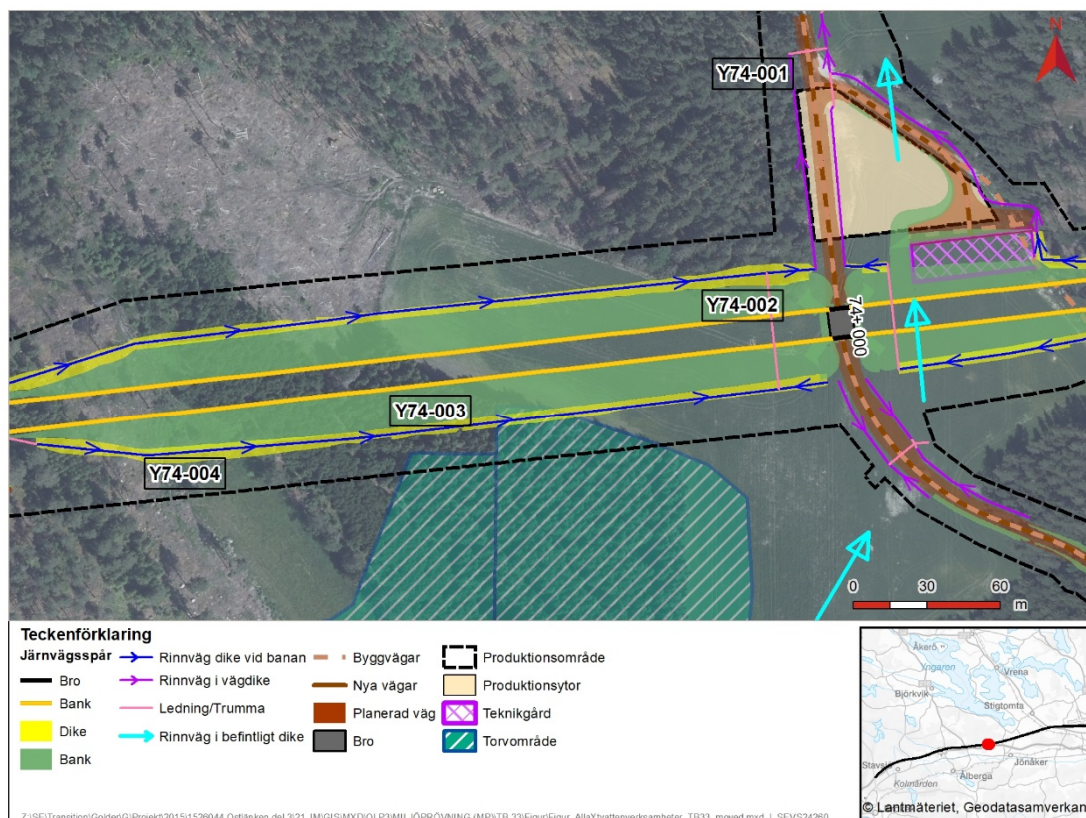 N
Y74-001
Y74-002
74+000
Y74-003
Y74-004
0 30 60
m
Teckenförklaring
Järnvägsspår
Bro
Bank
Dike
Bank
Rinnväg dike vid banan
Rinnväg i vägdike
Ledning/Trumma
Rinnväg i befintligt dike
Byggvägar
Nya vägar
Planerad väg
Bro
Produktionsområde
Produktionsytor
Teknikgård
Torvområde
Åkerö
Yngaren
Vrena
Björkvik
Stigtomta
Stavsjö
Jönåker
Ålberga
Kolmården
© Lantmäteriet, Geodatasamverkan